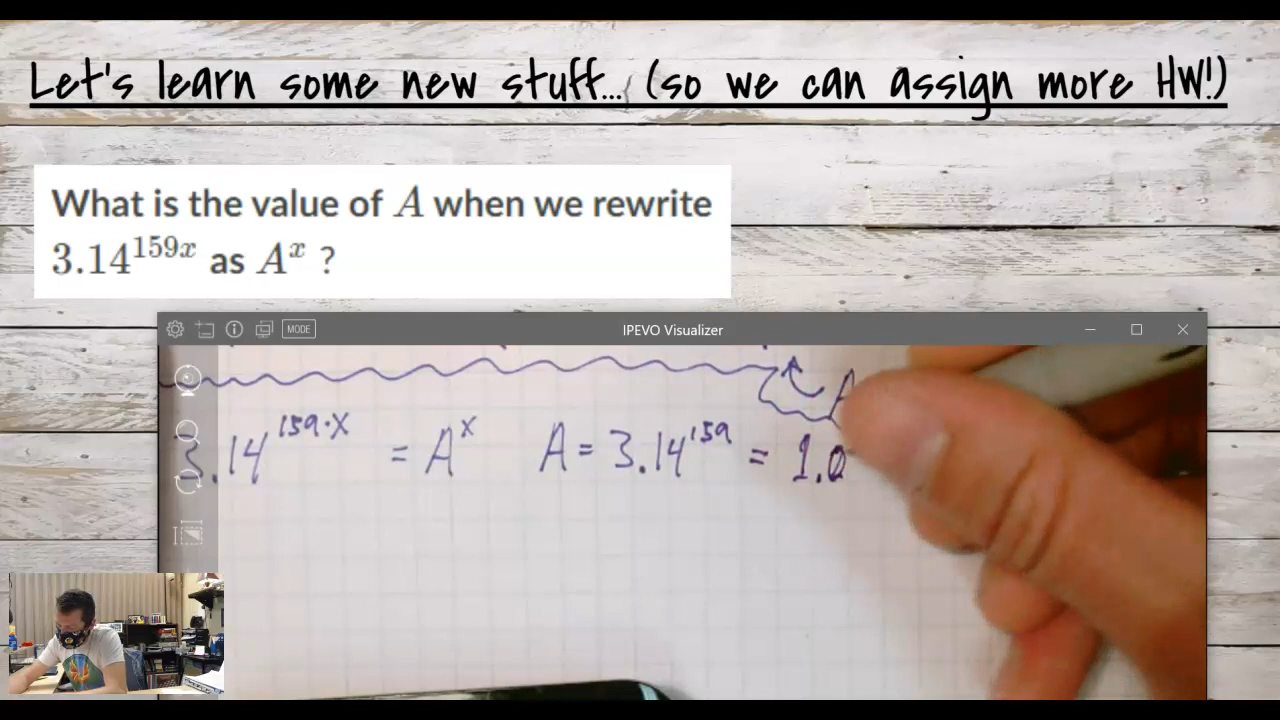 Let's learn some new stuff... (so we can assign more HW!)
What is the value of A when we rewrite
3.14^{159x} as A^x ?
MODE
IPEVO Visualizer
3.14^{159·x} = A^x A = 3.14^{159} = 1.0